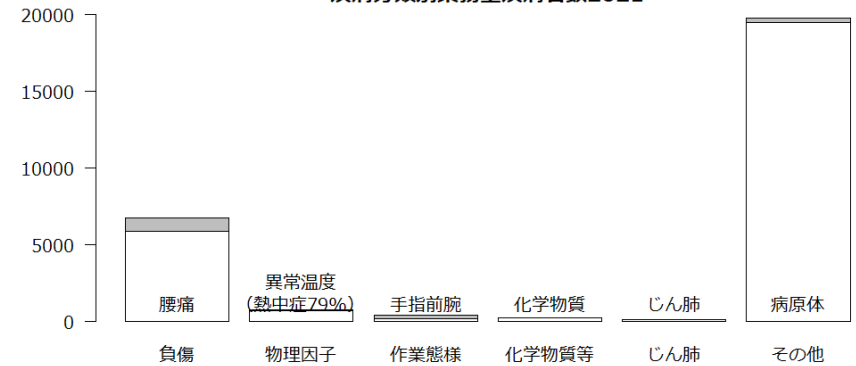 20000
15000
10000
5000
0
腰痛
異常温度
(熱中症79%)
手指前腕
化学物質
じん肺
病原体
負傷
物理因子
作業態様
化学物質等
じん肺
その他